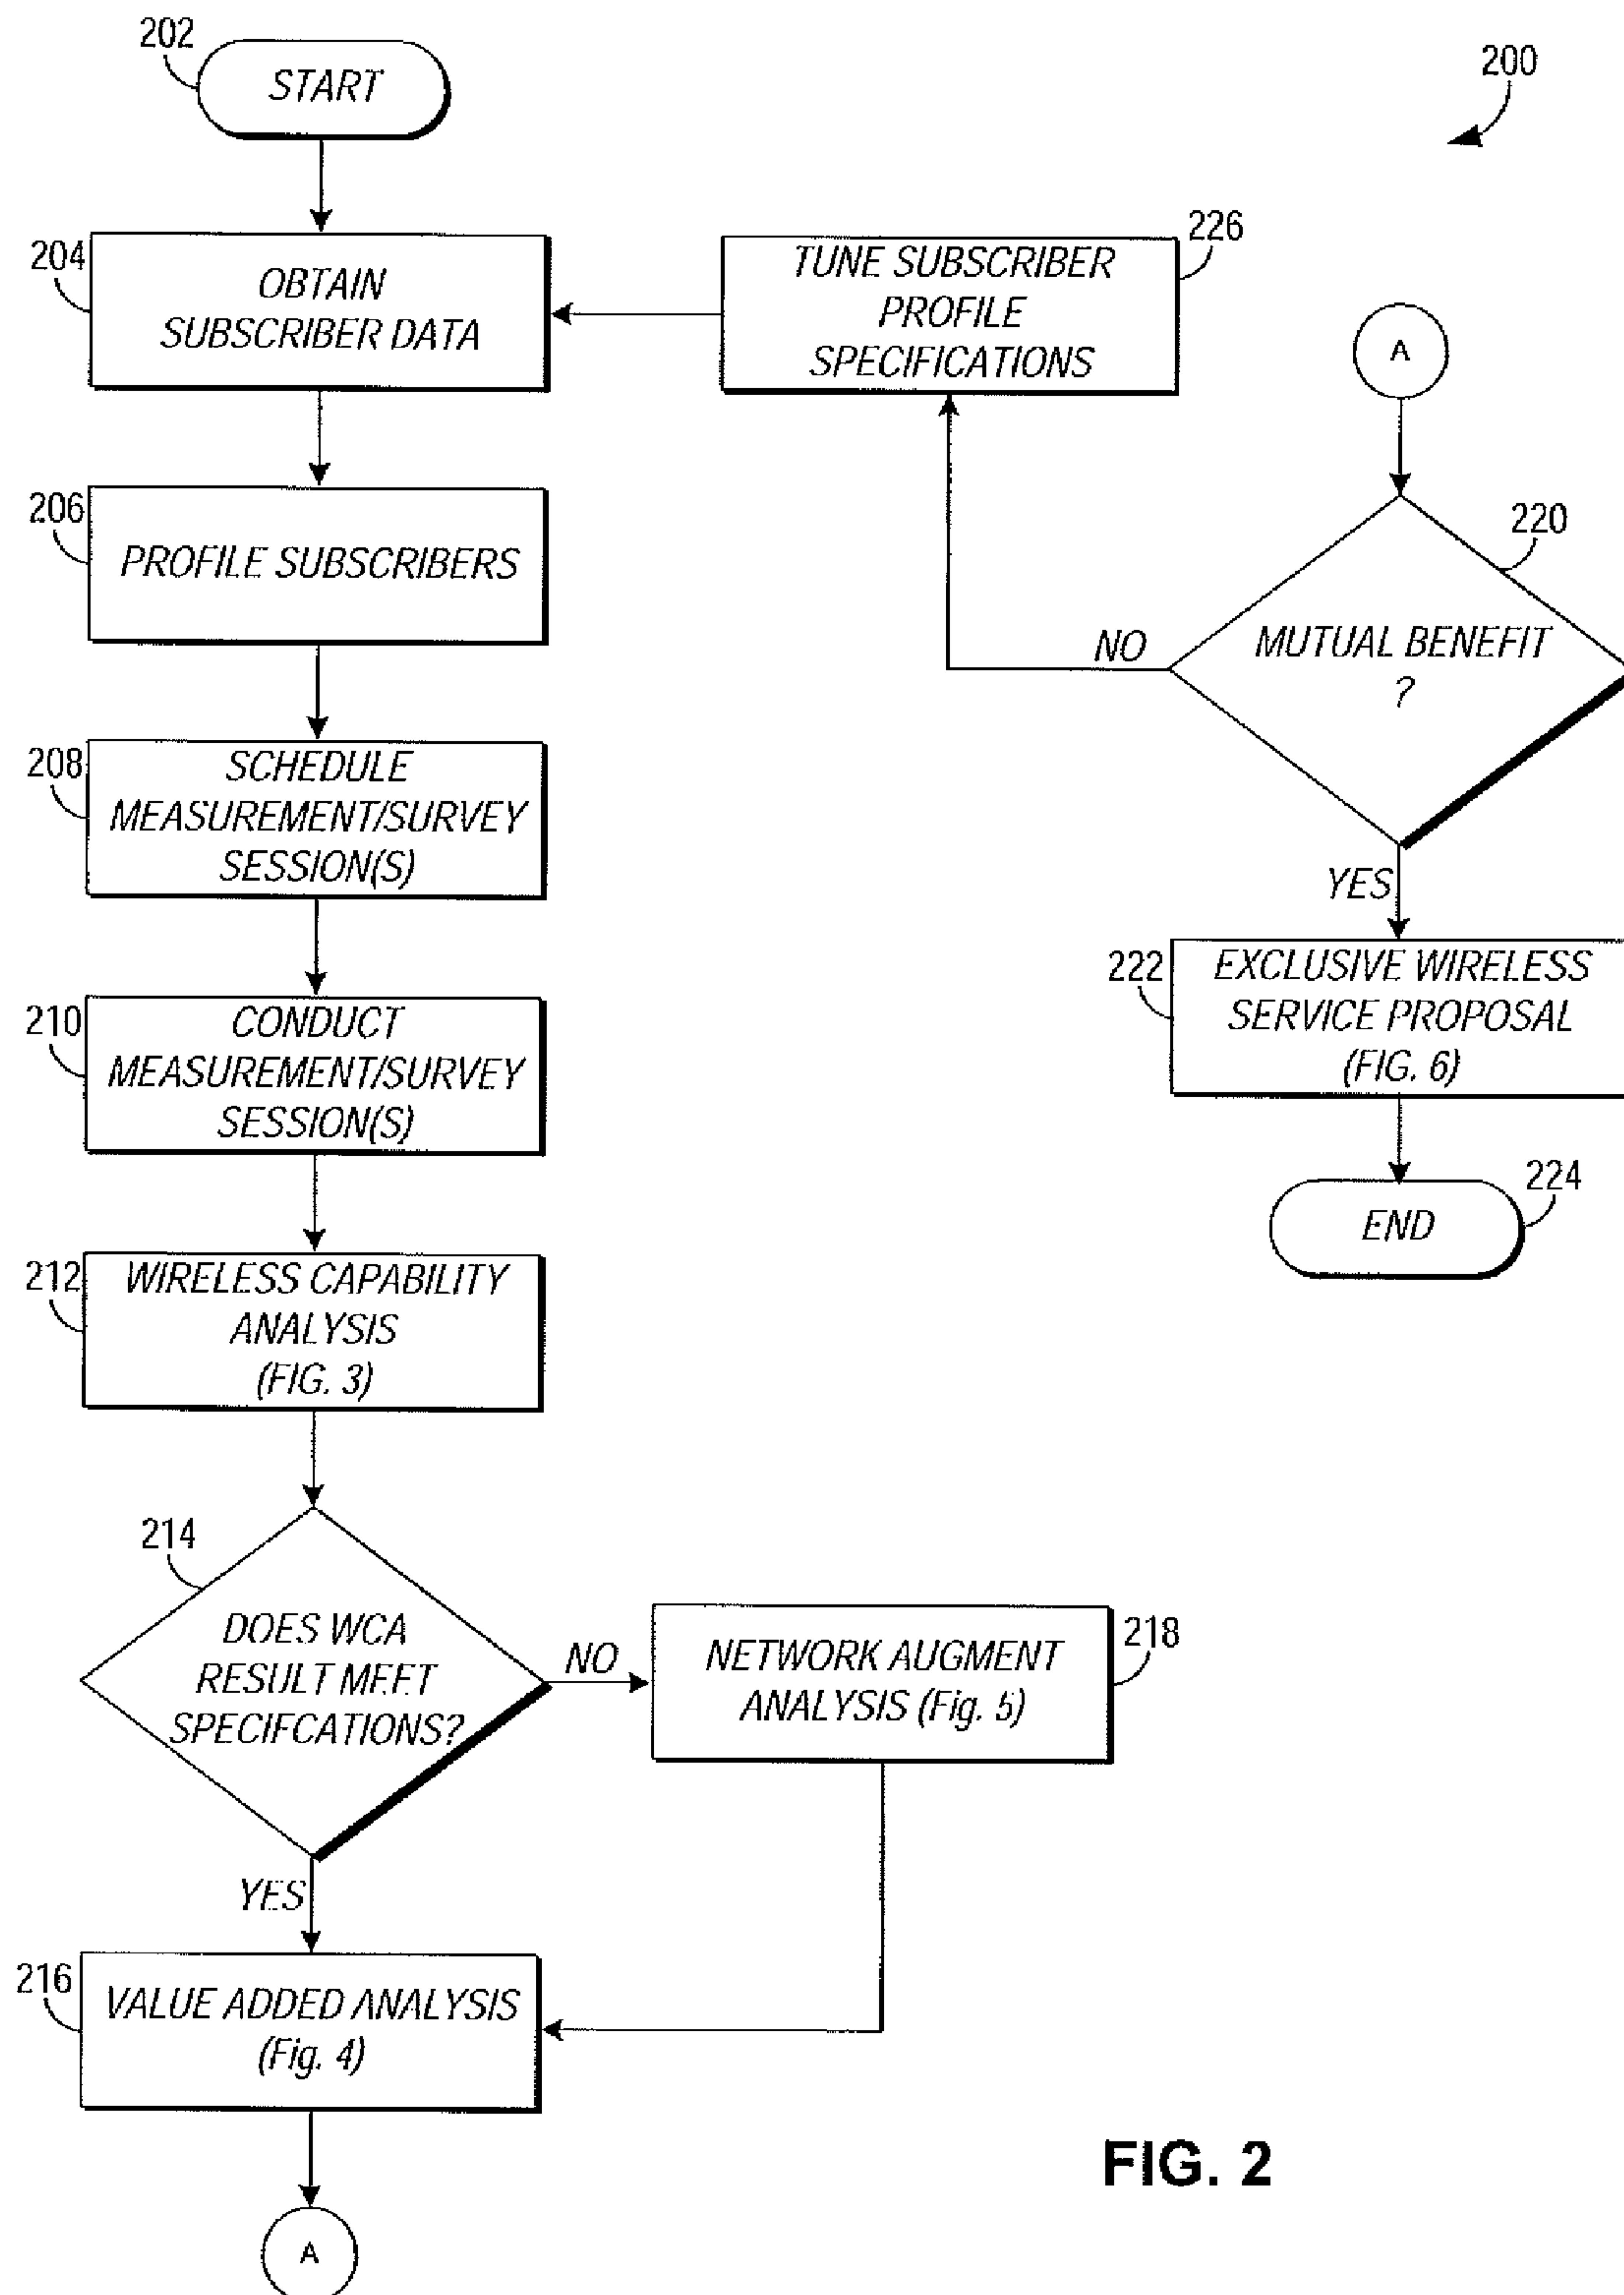 202
START
200
204
OBTAIN
SUBSCRIBER DATA
226
TUNE SUBSCRIBER
PROFILE
SPECIFICATIONS
A
206
PROFILE SUBSCRIBERS
220
MUTUAL BENEFIT
?
NO
YES
208
SCHEDULE
MEASUREMENT/SURVEY
SESSION(S)
222
EXCLUSIVE WIRELESS
SERVICE PROPOSAL
(FIG. 6)
210
CONDUCT
MEASUREMENT/SURVEY
SESSION(S)
224
END
212
WIRELESS CAPABILITY
ANALYSIS
(FIG. 3)
214
DOES WCA
RESULT MEET
SPECIFCATIONS?
NO
218
NETWORK AUGMENT
ANALYSIS (Fig. 5)
YES
216
VALUE ADDED ANALYSIS
(Fig. 4)
A
FIG. 2